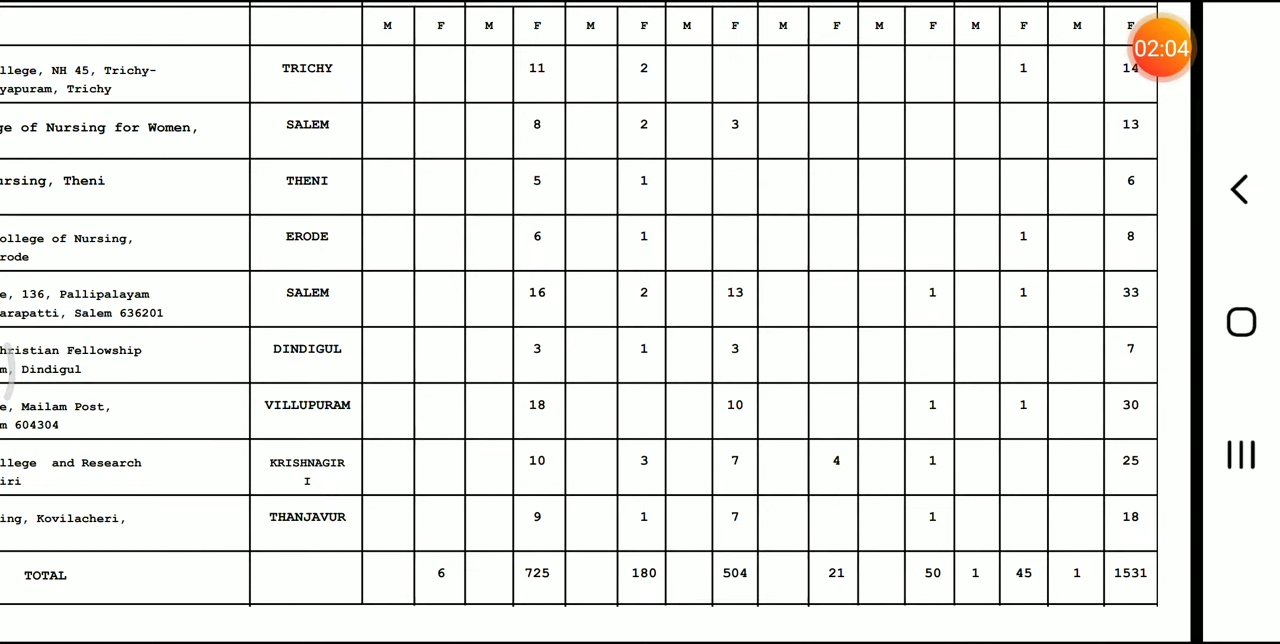 M F M F M F M F M F M F M F M F
02:04
llege, NH 45, Trichy- TRICHY 11 2 1 14
yapuram, Trichy
ge of Nursing for Women, SALEM 8 2 3 13
ursing, Theni THENI 5 1 6
ollege of Nursing, ERODE 6 1 1 8
rode
e, 136, Pallipalayam SALEM 16 2 13 1 1 33
arapatti, Salem 636201
hristian Fellowship DINDIGUL 3 1 3 7
m, Dindigul
e, Mailam Post, VILLUPURAM 18 10 1 1 30
m 604304
llege and Research KRISHNAGIR 10 3 7 4 1 25
iri I
ing, Kovilacheri, THANJAVUR 9 1 7 1 18
TOTAL 6 725 180 504 21 50 1 45 1 1531